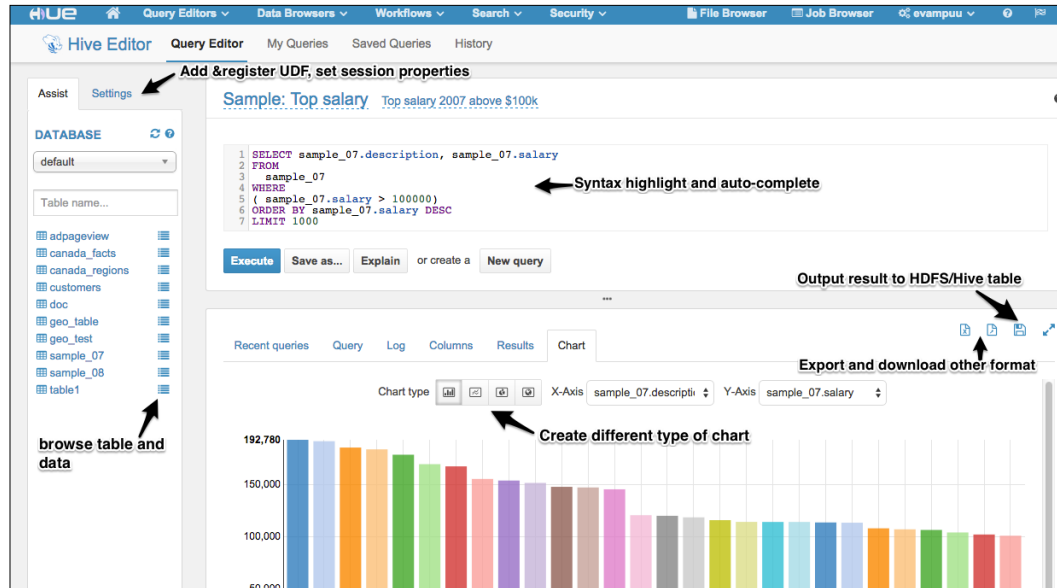 HUE Query Editors Data Browsers Workflows Search Security File Browser Job Browser evampuu
Hive Editor Query Editor My Queries Saved Queries History
Add &register UDF, set session properties
Assist Settings
Sample: Top salary Top salary 2007 above $100k
DATABASE
default
Table name...
1 SELECT sample_07.description, sample_07.salary
2 FROM
3 sample_07
4 WHERE
5 ( sample_07.salary > 100000)
6 ORDER BY sample_07.salary DESC
7 LIMIT 1000
Syntax highlight and auto-complete
adpageview
canada_facts
canada_regions
customers
doc
geo_table
geo_test
sample_07
sample_08
table1
browse table and
data
Execute Save as... Explain or create a New query
Output result to HDFS/Hive table
Recent queries Query Log Columns Results Chart
Export and download other format
Chart type X-Axis sample_07.descripti Y-Axis sample_07.salary
Create different type of chart
192,780
150,000
100,000
50,000